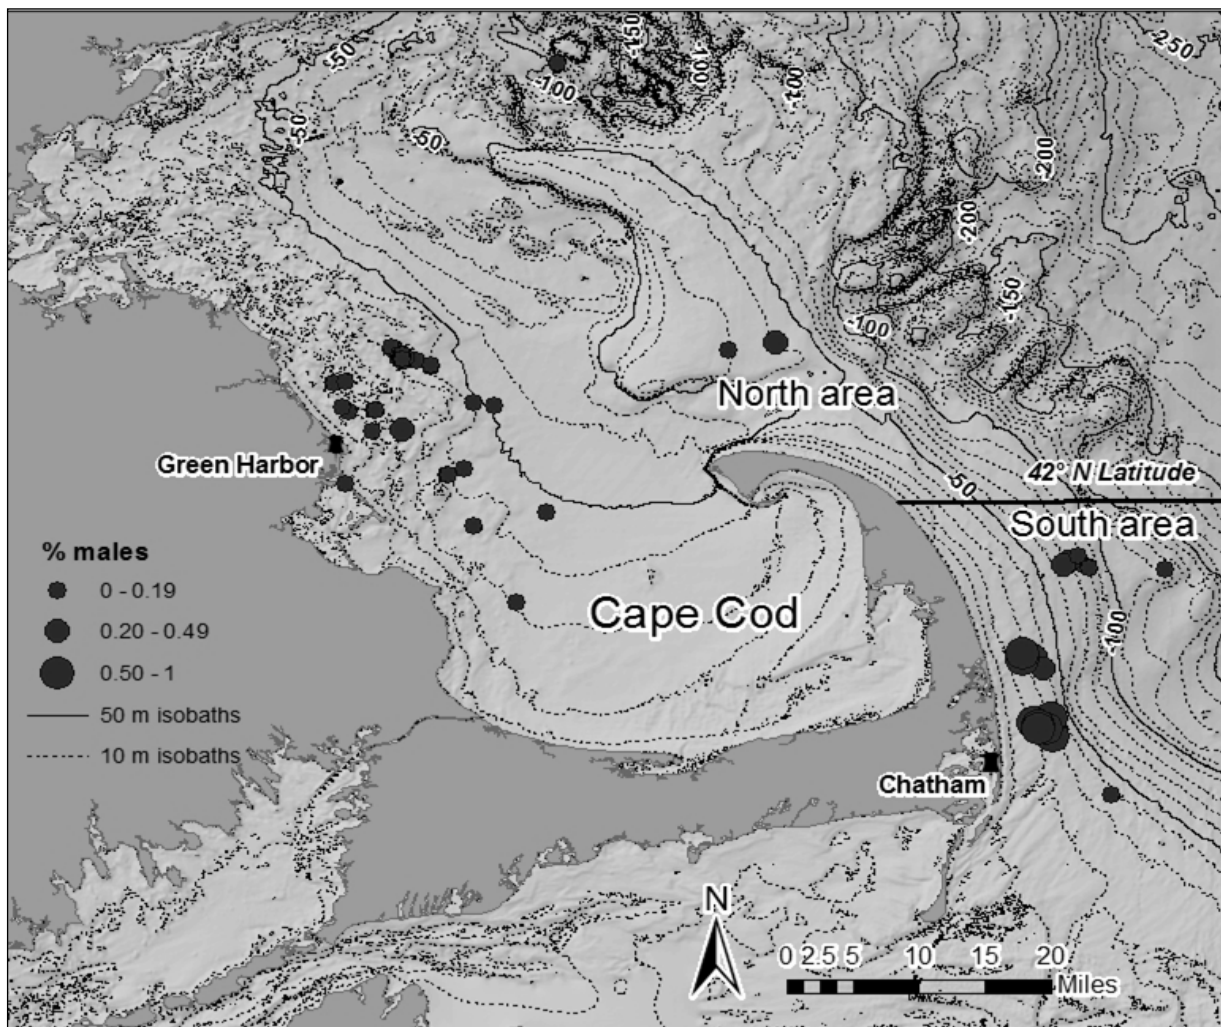 -50
-150
-100
-100
-100
-250
-50
-50
-200
-200
-150
-100
North area
Green Harbor
-50
42° N Latitude
South area
% males
0 - 0.19
0.20 - 0.49
0.50 - 1
50 m isobaths
10 m isobaths
Cape Cod
-100
Chatham
N
0 2.5 5 10 15 20
Miles